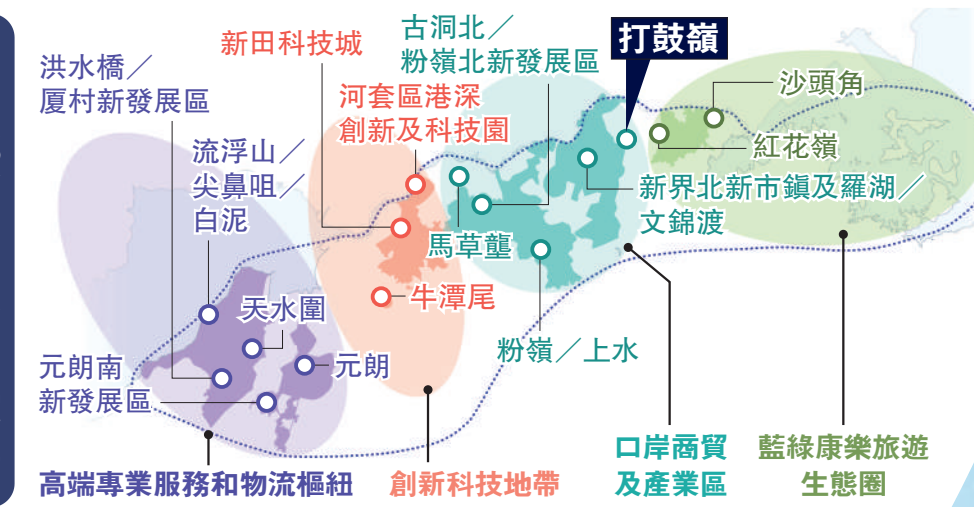 洪水橋／
厦村新發展區
新田科技城
古洞北／
粉嶺北新發展區
打鼓嶺
沙頭角
河套區港深
創新及科技園
紅花嶺
流浮山／
尖鼻咀／
白泥
新界北新市鎮及羅湖／
文錦渡
馬草壟
牛潭尾
天水圍
粉嶺／上水
元朗南
新發展區
元朗
高端專業服務和物流樞紐
創新科技地帶
口岸商貿
及產業區
藍綠康樂旅遊
生態圈